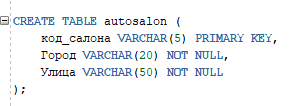 CREATE TABLE autosalon (
код_салона VARCHAR(5) PRIMARY KEY,
Город VARCHAR(20) NOT NULL,
Улица VARCHAR(50) NOT NULL
);